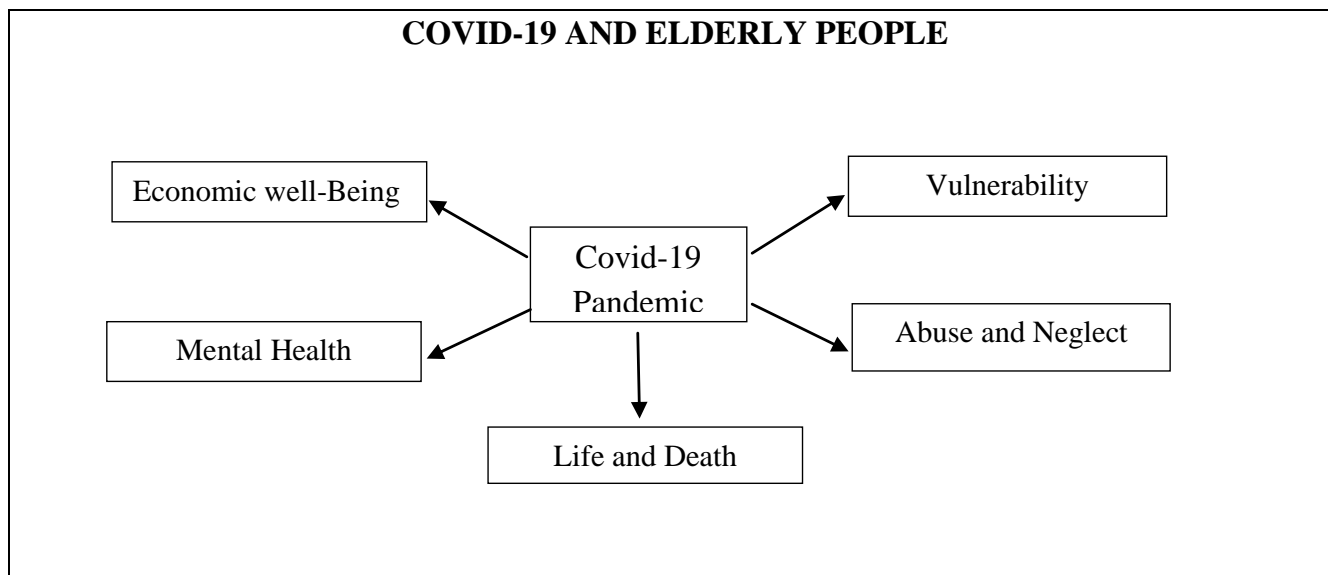 COVID-19 AND ELDERLY PEOPLE
Economic well-Being
Vulnerability
Covid-19
Pandemic
Mental Health
Abuse and Neglect
Life and Death